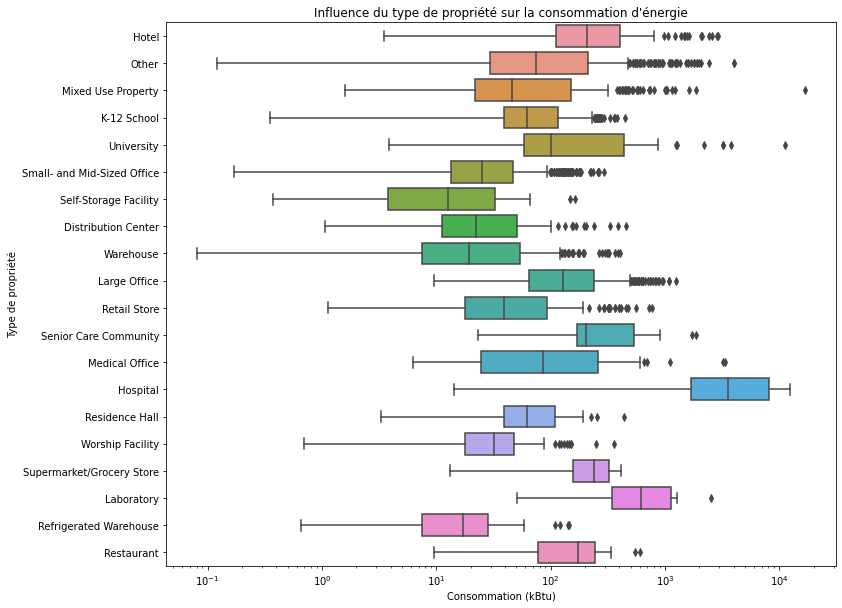 Influence du type de propriété sur la consommation d'énergie
Type de propriété
Hotel
Other
Mixed Use Property
K-12 School
University
Small- and Mid-Sized Office
Self-Storage Facility
Distribution Center
Warehouse
Large Office
Retail Store
Senior Care Community
Medical Office
Hospital
Residence Hall
Worship Facility
Supermarket/Grocery Store
Laboratory
Refrigerated Warehouse
Restaurant
10⁻¹ 10⁰ 10¹ 10² 10³ 10⁴
Consommation (kBtu)